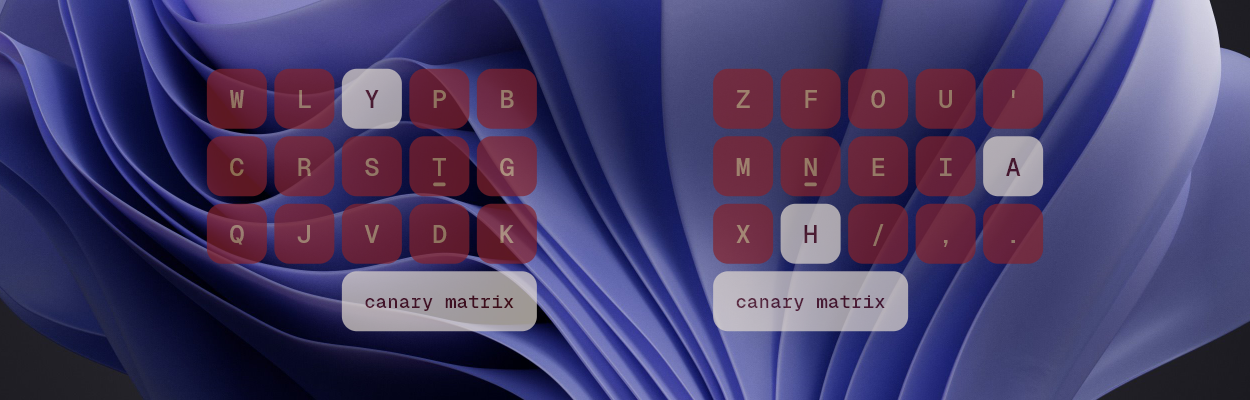 W L Y P B Z F O U '
C R S T G M N E I A
Q J V D K X H / , .
canary matrix canary matrix